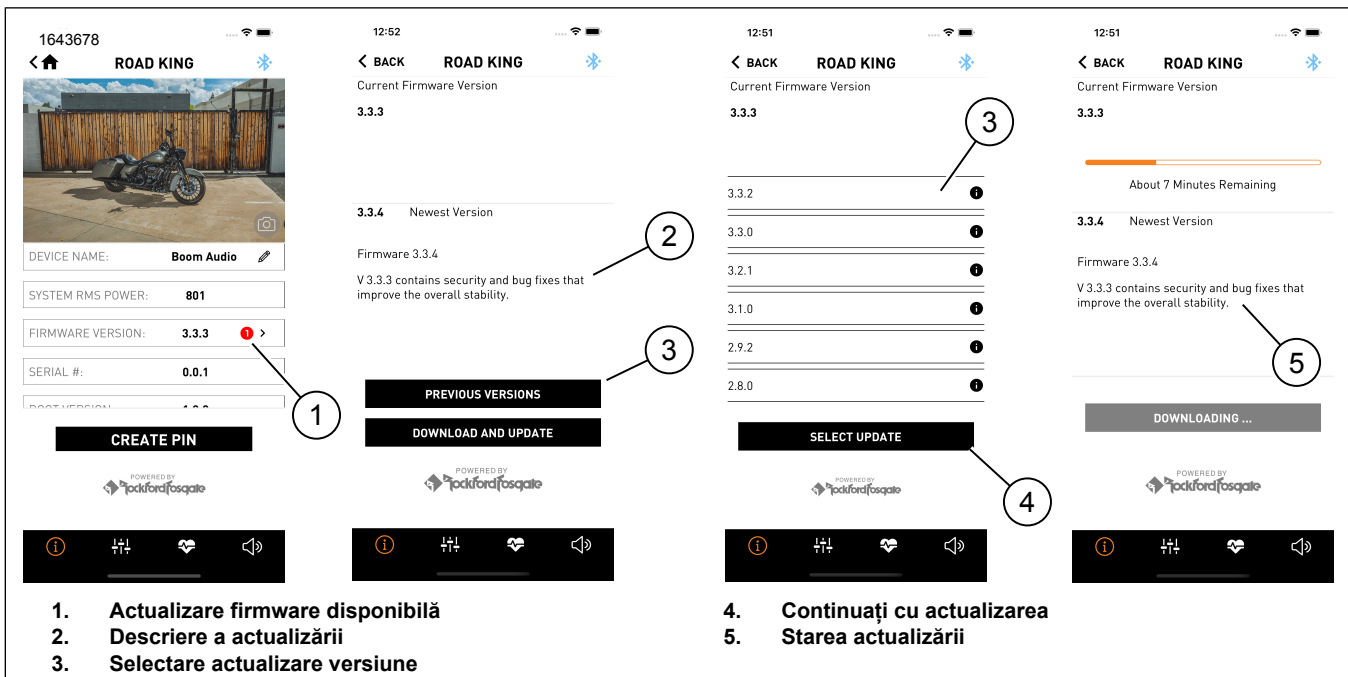 1643678
ROAD KING
DEVICE NAME: Boom Audio
SYSTEM RMS POWER: 801
FIRMWARE VERSION: 3.3.3 1
SERIAL #: 0.0.1
1
CREATE PIN
POWERED BY
Rockford Fosgate
12:52
BACK ROAD KING
Current Firmware Version
3.3.3
3.3.4 Newest Version
2
Firmware 3.3.4
V 3.3.3 contains security and bug fixes that
improve the overall stability.
3
PREVIOUS VERSIONS
DOWNLOAD AND UPDATE
POWERED BY
Rockford Fosgate
12:51
BACK ROAD KING
Current Firmware Version
3.3.3
3
3.3.2
3.3.0
3.2.1
3.1.0
2.9.2
2.8.0
SELECT UPDATE
POWERED BY
Rockford Fosgate
4
12:51
BACK ROAD KING
Current Firmware Version
3.3.3
About 7 Minutes Remaining
3.3.4 Newest Version
Firmware 3.3.4
V 3.3.3 contains security and bug fixes that
improve the overall stability.
5
DOWNLOADING ...
POWERED BY
Rockford Fosgate
1. Actualizare firmware disponibilă
2. Descriere a actualizării
3. Selectare actualizare versiune
4. Continuați cu actualizarea
5. Starea actualizării